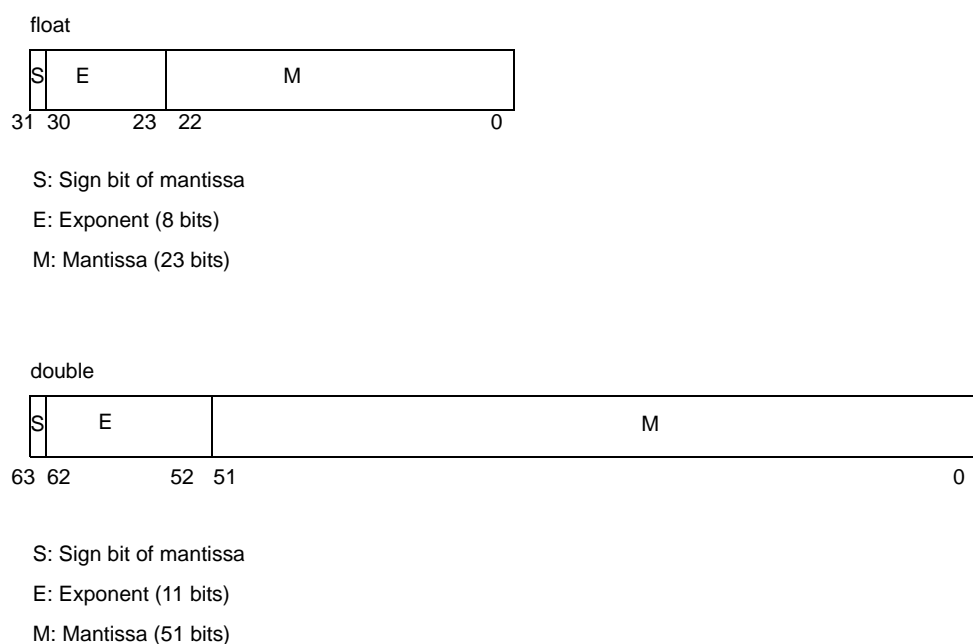 float
S E M
31 30 23 22 0
S: Sign bit of mantissa
E: Exponent (8 bits)
M: Mantissa (23 bits)
double
S E M
63 62 52 51 0
S: Sign bit of mantissa
E: Exponent (11 bits)
M: Mantissa (51 bits)